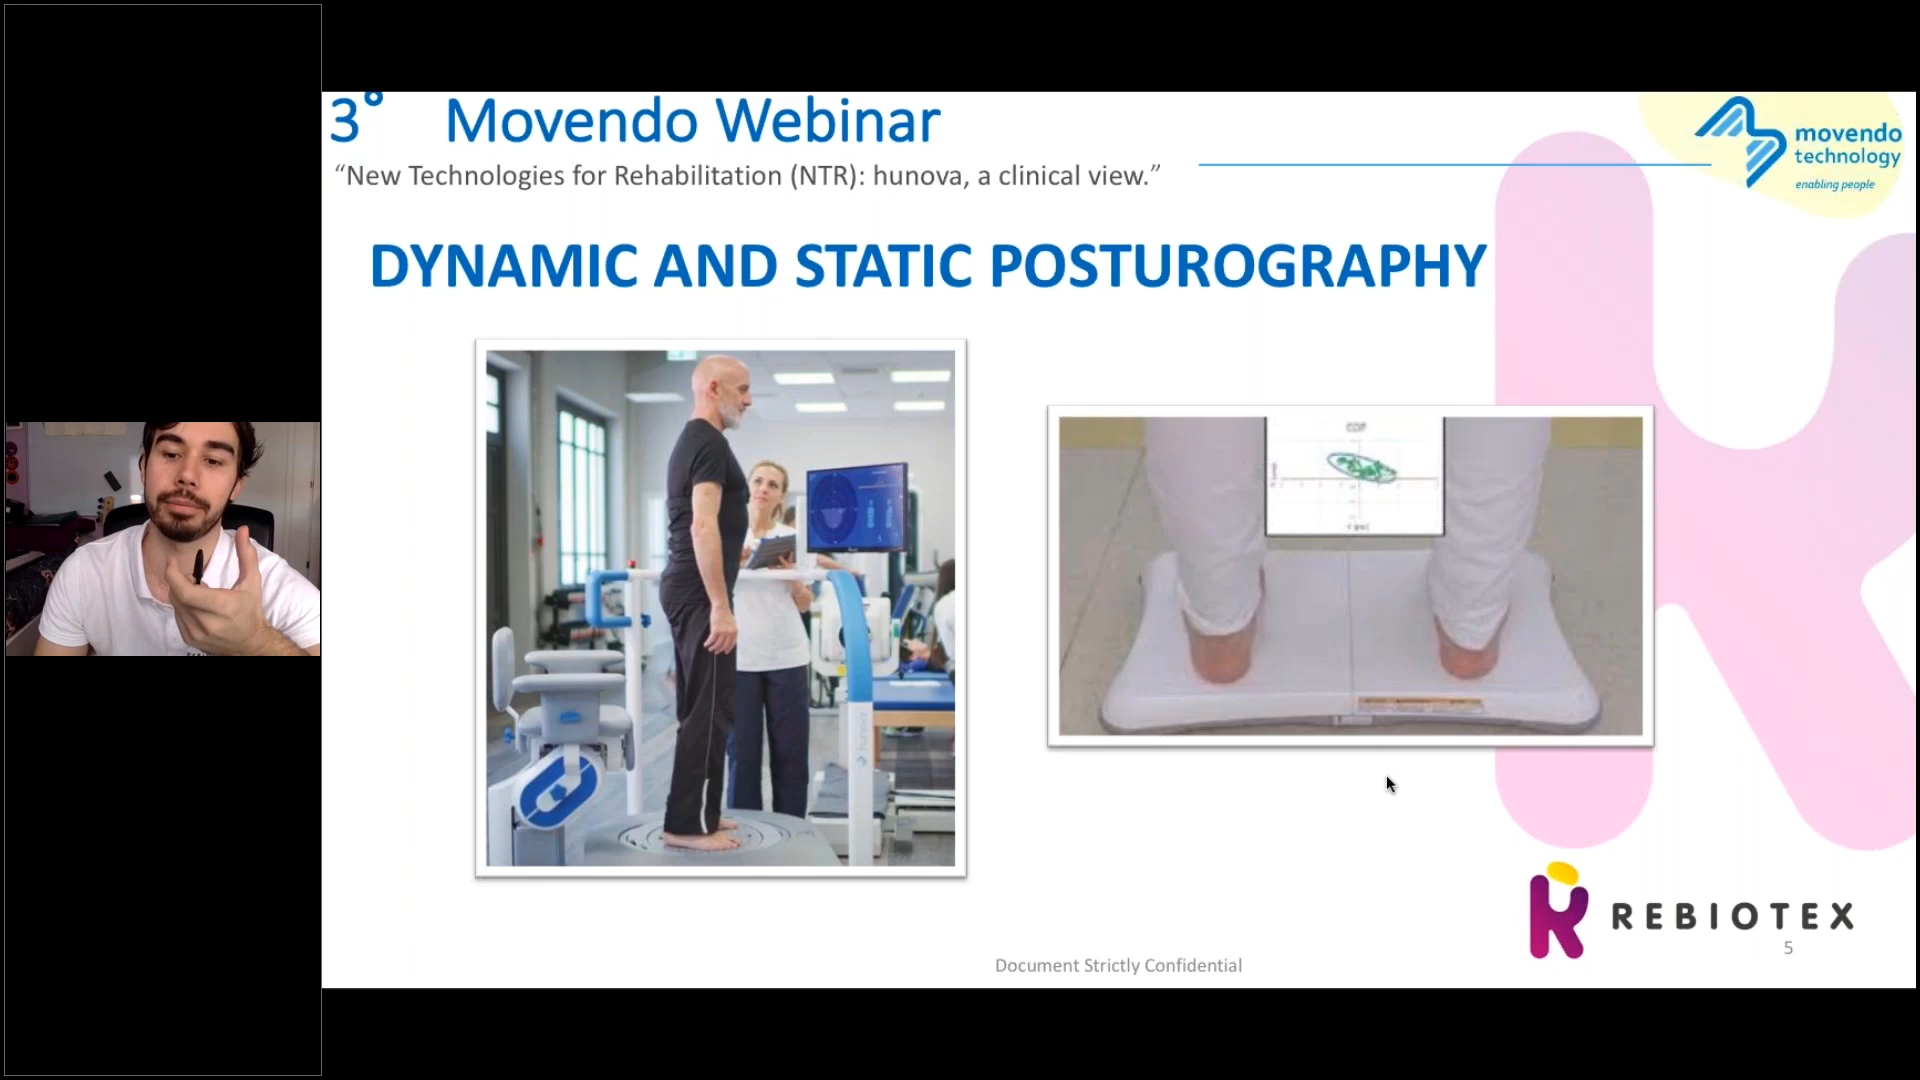 3° Movendo Webinar
“New Technologies for Rehabilitation (NTR): hunova, a clinical view.”
movendo
technology
enabling people
DYNAMIC AND STATIC POSTUROGRAPHY
COP
hunova
REBIOTEX
5
Document Strictly Confidential